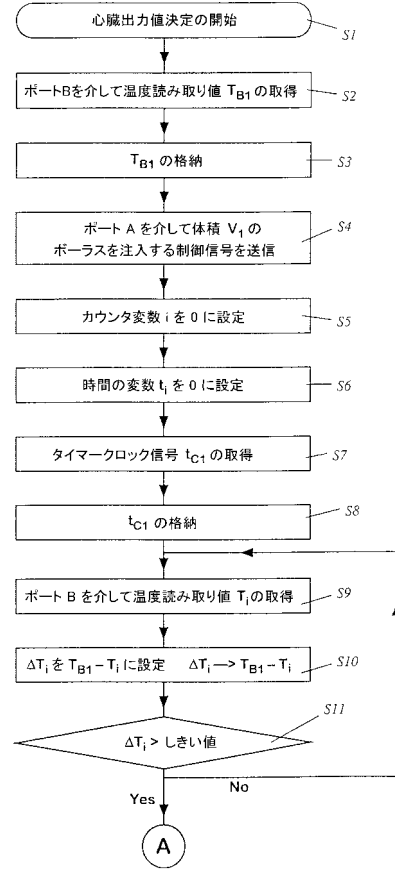 心臓出力値決定の開始
S1
ポートBを介して温度読み取り値 TB1 の取得
S2
TB1 の格納
S3
ポート A を介して体積 V1 の
ボーラスを注入する制御信号を送信
S4
カウンタ変数 i を 0 に設定
S5
時間の変数 ti を 0 に設定
S6
タイマークロック信号 tC1 の取得
S7
tC1 の格納
S8
ポート B を介して温度読み取り値 Tiの取得
S9
ΔTi を TB1−Ti に設定 ΔTi―>TB1−Ti
S10
ΔTi > しきい値
S11
Yes
No
A